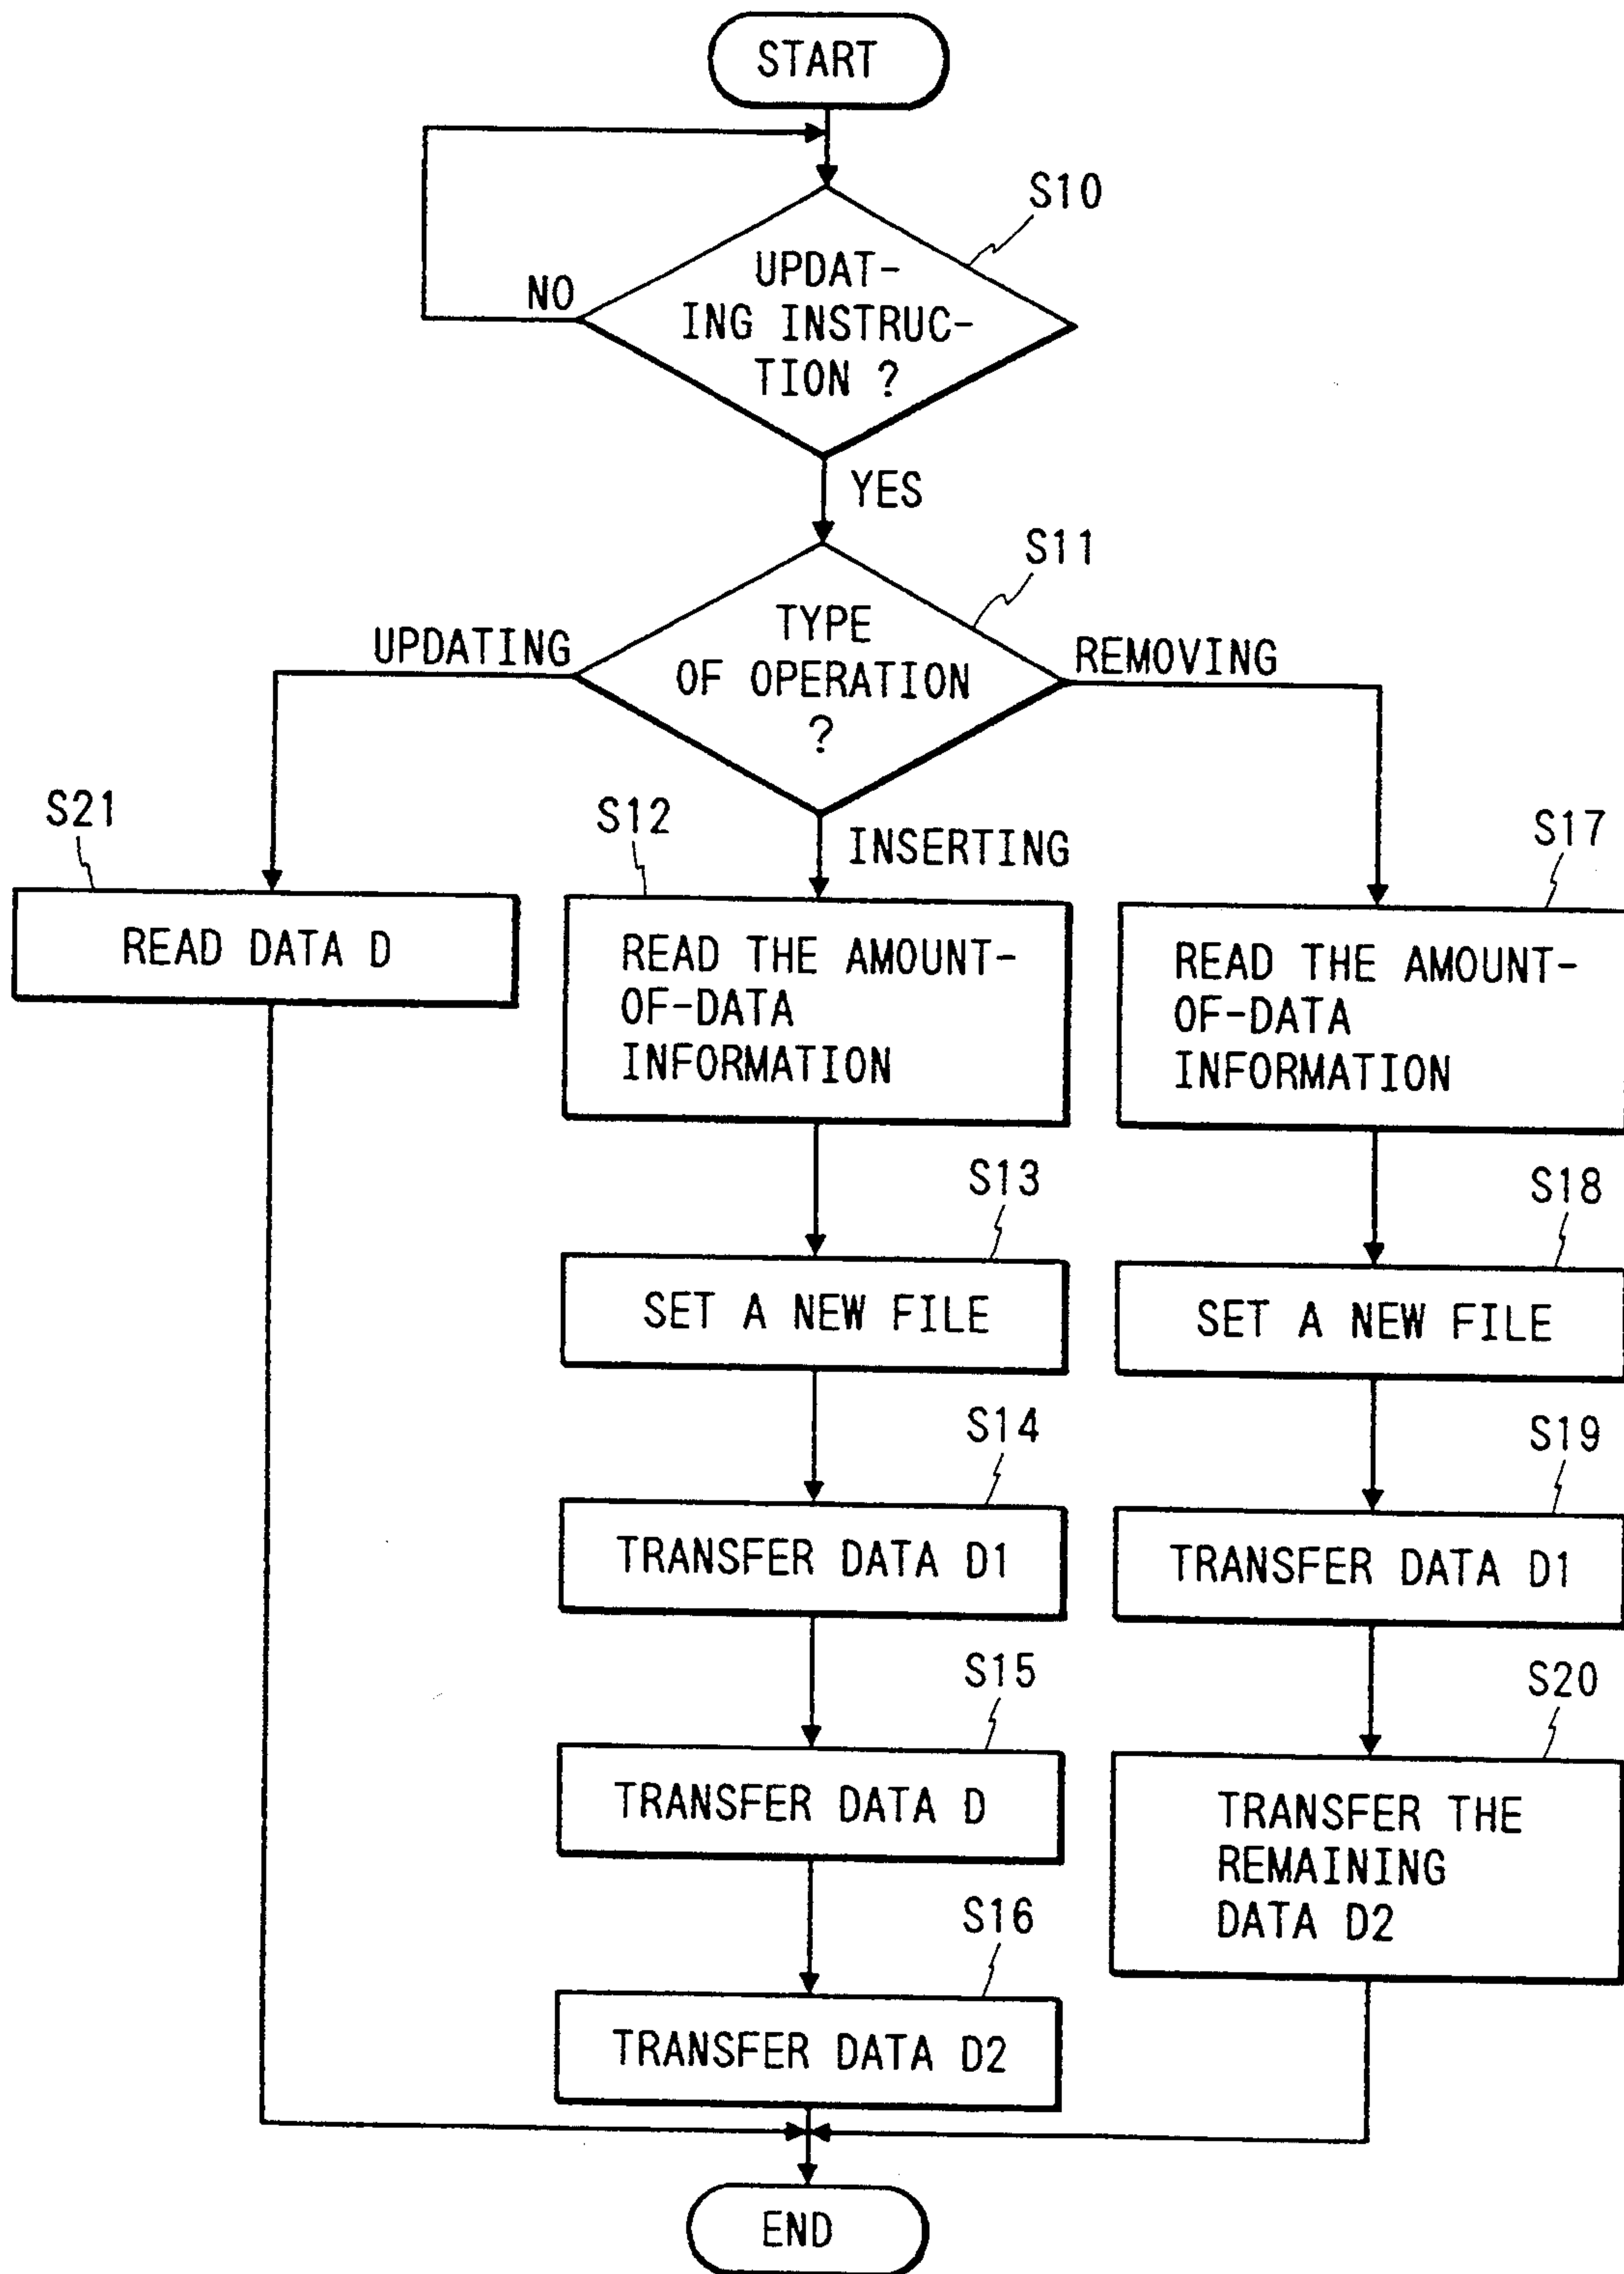 START
S10
UPDAT-
ING INSTRUC-
TION ?
NO
YES
S11
TYPE
OF OPERATION
?
UPDATING
REMOVING
INSERTING
S21
READ DATA D
S12
READ THE AMOUNT-
OF-DATA
INFORMATION
S17
READ THE AMOUNT-
OF-DATA
INFORMATION
S13
SET A NEW FILE
S18
SET A NEW FILE
S14
TRANSFER DATA D1
S19
TRANSFER DATA D1
S15
TRANSFER DATA D
S20
TRANSFER THE
REMAINING
DATA D2
S16
TRANSFER DATA D2
END